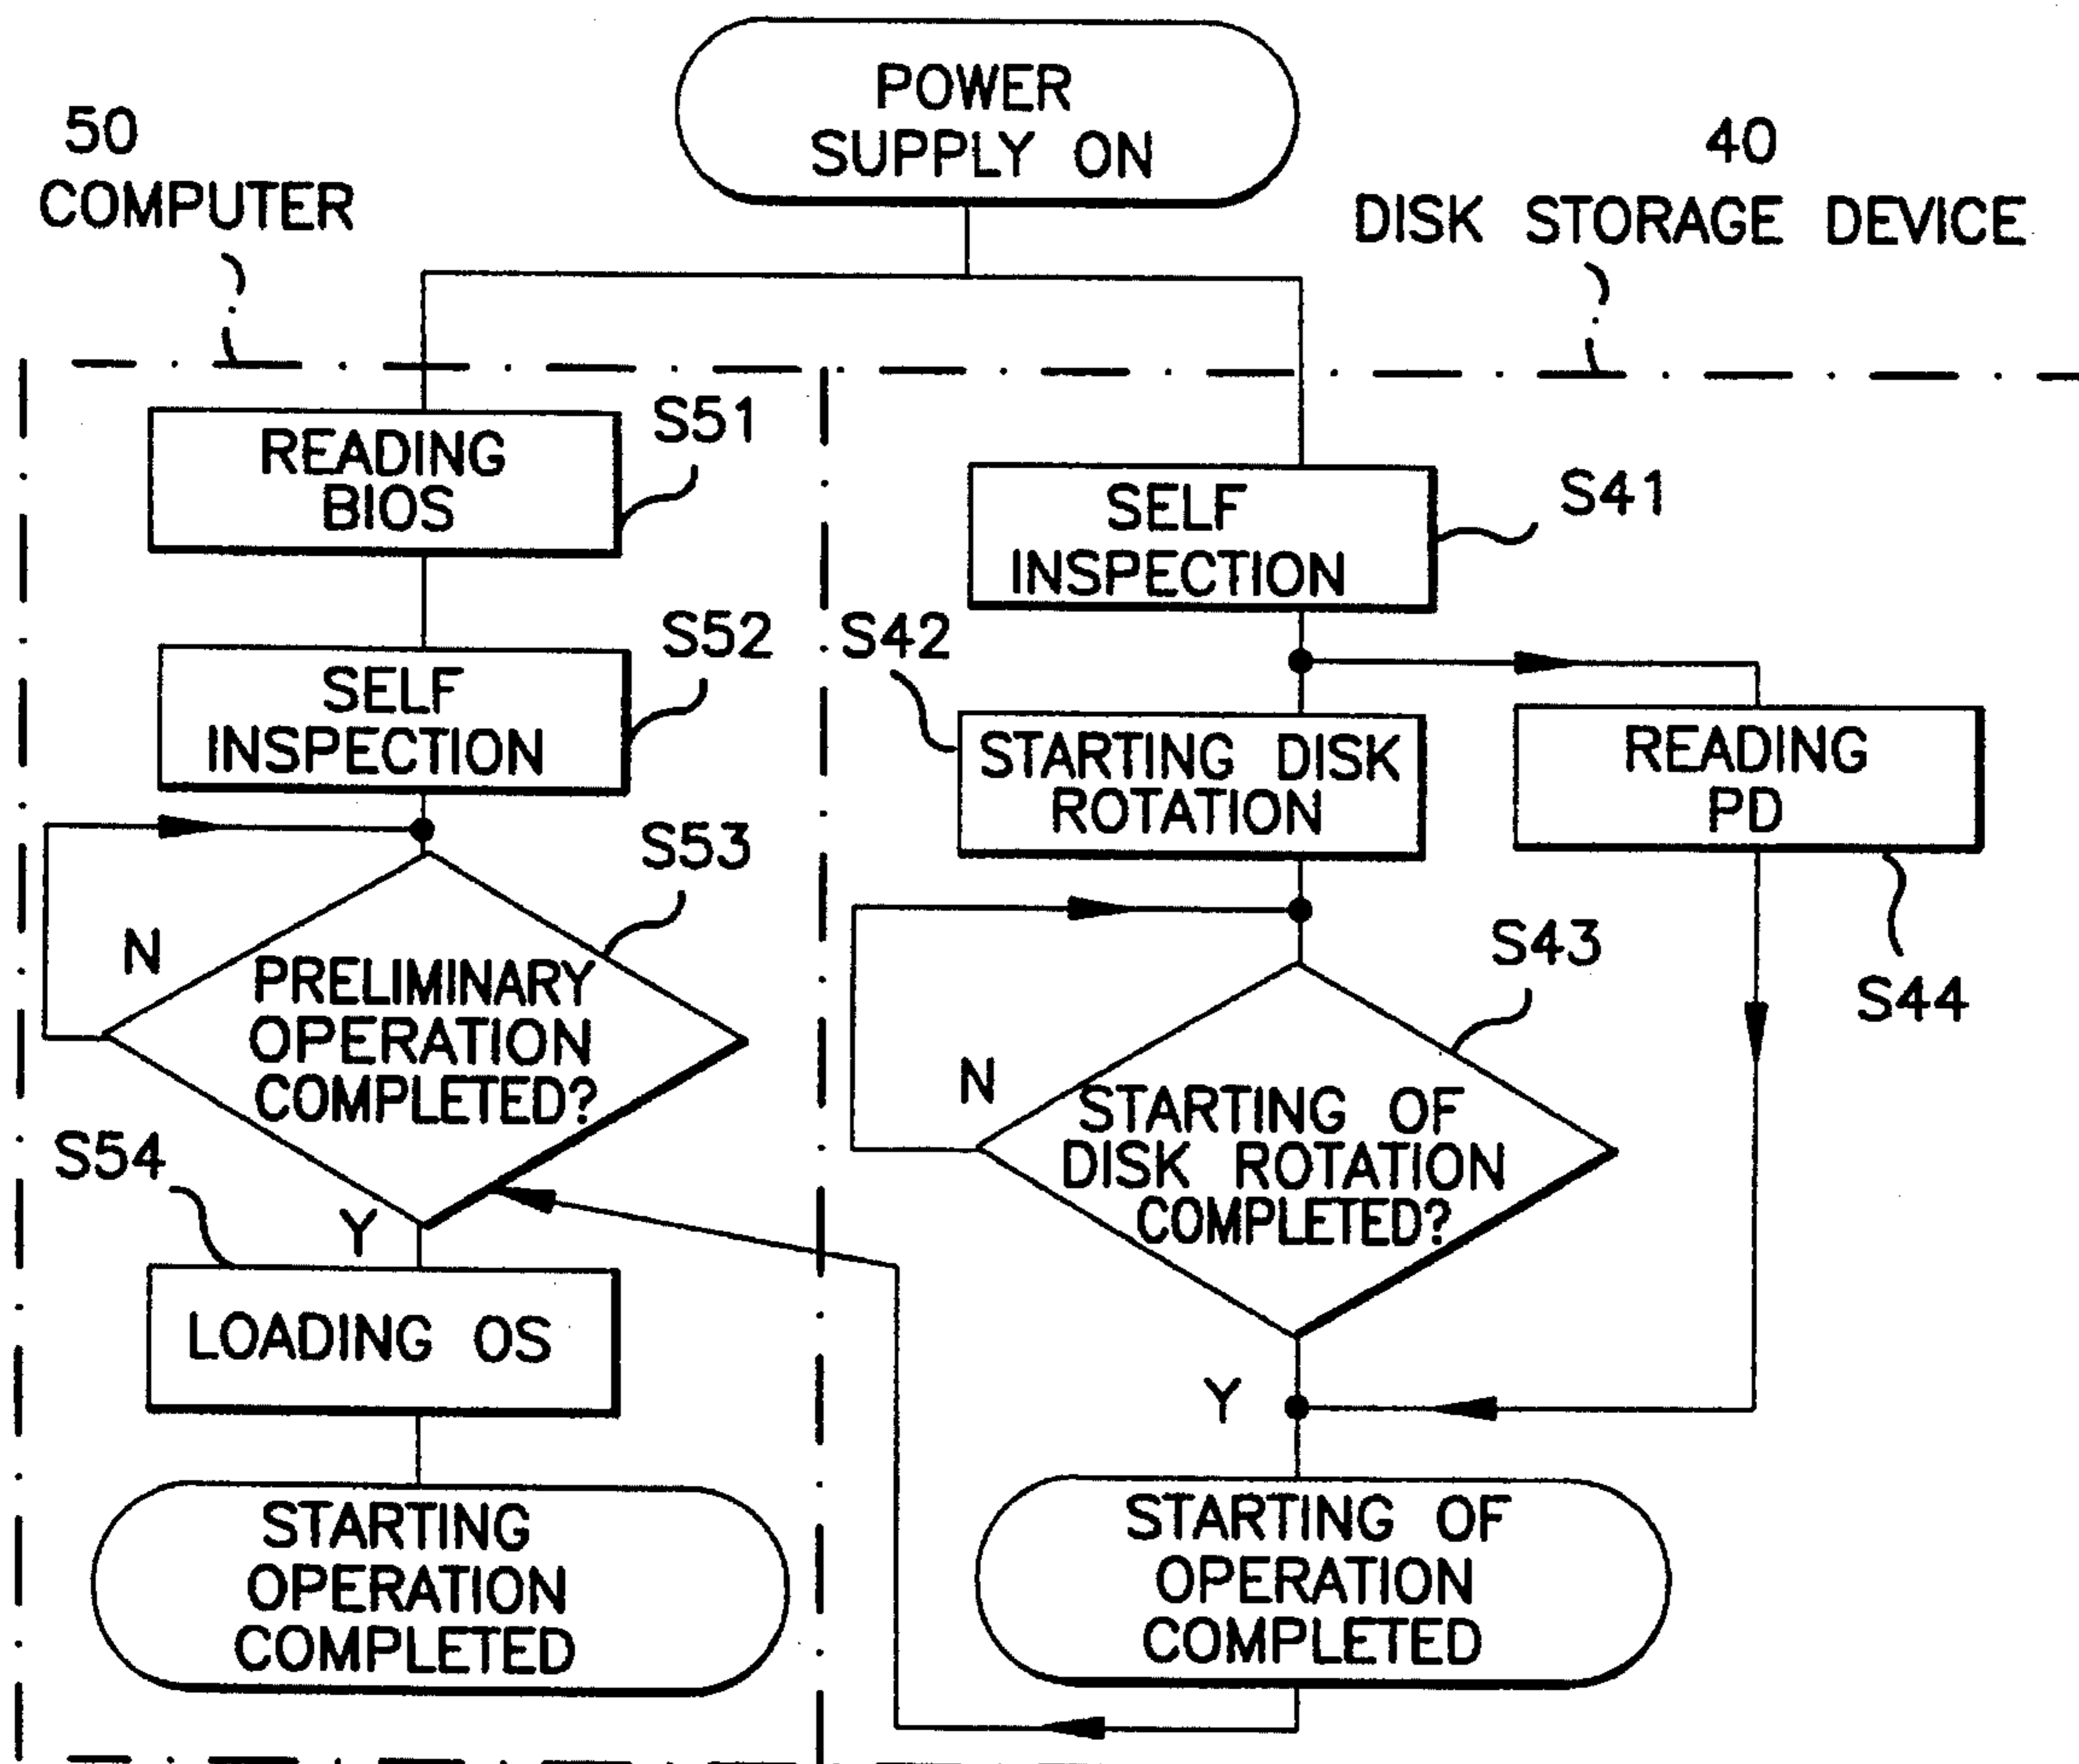 POWER
SUPPLY ON
50
COMPUTER
40
DISK STORAGE DEVICE
READING
BIOS
S51
SELF
INSPECTION
S52
N
PRELIMINARY
OPERATION
COMPLETED?
S53
Y
S54
LOADING OS
STARTING
OPERATION
COMPLETED
SELF
INSPECTION
S41
S42
STARTING DISK
ROTATION
READING
PD
S44
N
STARTING OF
DISK ROTATION
COMPLETED?
S43
Y
STARTING OF
OPERATION
COMPLETED